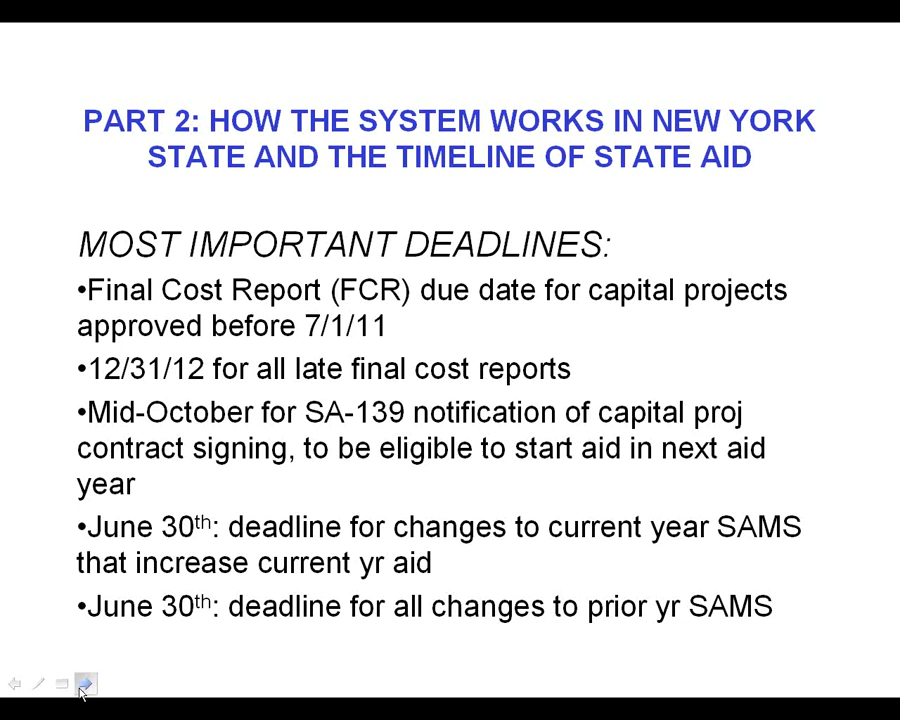 PART 2: HOW THE SYSTEM WORKS IN NEW YORK
STATE AND THE TIMELINE OF STATE AID
MOST IMPORTANT DEADLINES:
•Final Cost Report (FCR) due date for capital projects
approved before 7/1/11
•12/31/12 for all late final cost reports
•Mid-October for SA-139 notification of capital proj
contract signing, to be eligible to start aid in next aid
year
•June 30th: deadline for changes to current year SAMS
that increase current yr aid
•June 30th: deadline for all changes to prior yr SAMS